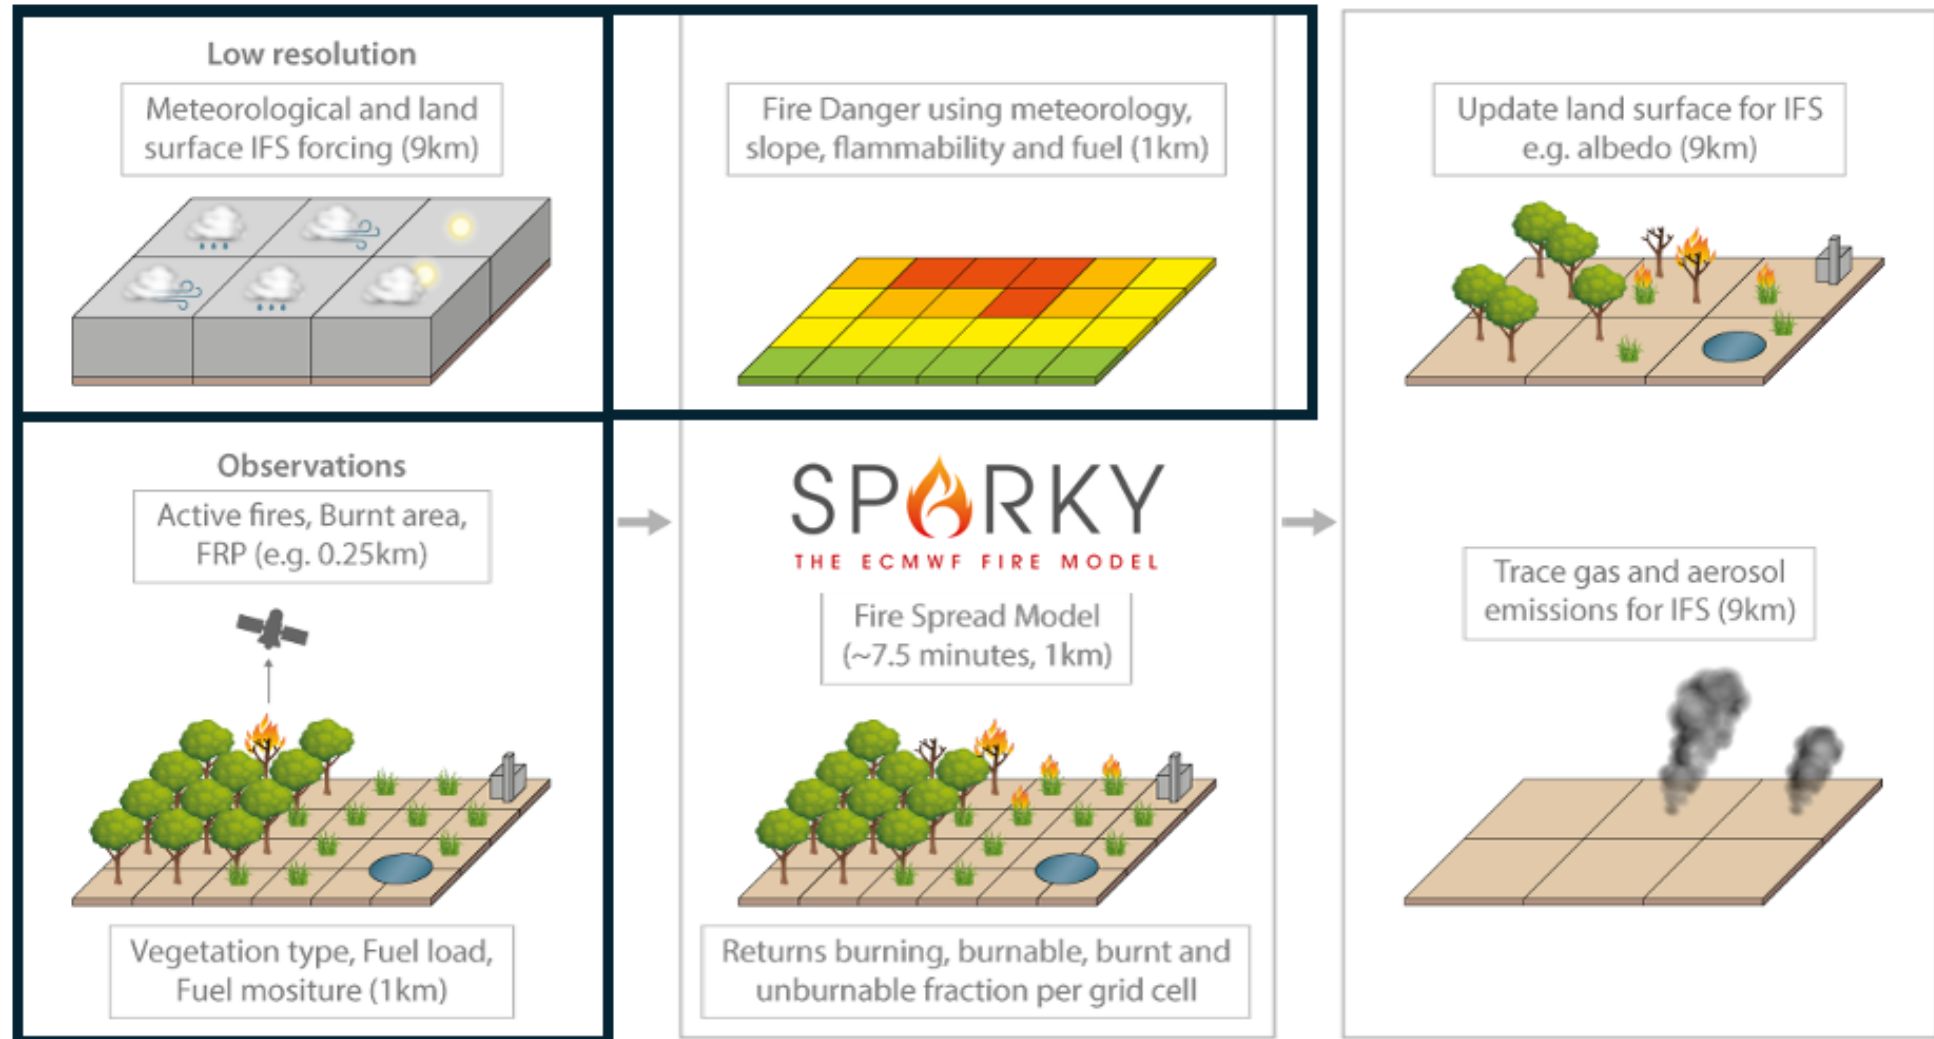 Low resolution
Meteorological and land
surface IFS forcing (9km)
Observations
Active fires, Burnt area,
FRP (e.g. 0.25km)
Vegetation type, Fuel load,
Fuel mositure (1km)
Fire Danger using meteorology,
slope, flammability and fuel (1km)
SPARKY
THE ECMWF FIRE MODEL
Fire Spread Model
(~7.5 minutes, 1km)
Returns burning, burnable, burnt and
unburnable fraction per grid cell
Update land surface for IFS
e.g. albedo (9km)
Trace gas and aerosol
emissions for IFS (9km)